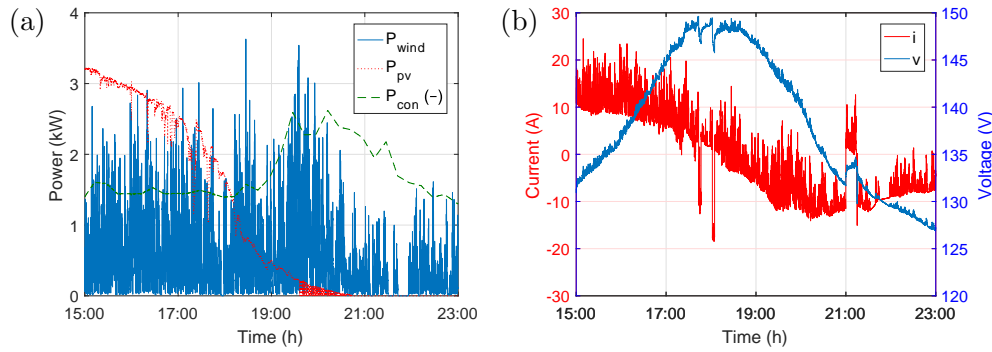 (a)
4
3
2
1
0
Power (kW)
15:00 17:00 19:00 21:00 23:00
Time (h)
P_wind
P_pv
P_con (−)
(b)
30
20
10
0
-10
-20
-30
Current (A)
150
145
140
135
130
125
120
Voltage (V)
15:00 17:00 19:00 21:00 23:00
Time (h)
i
v